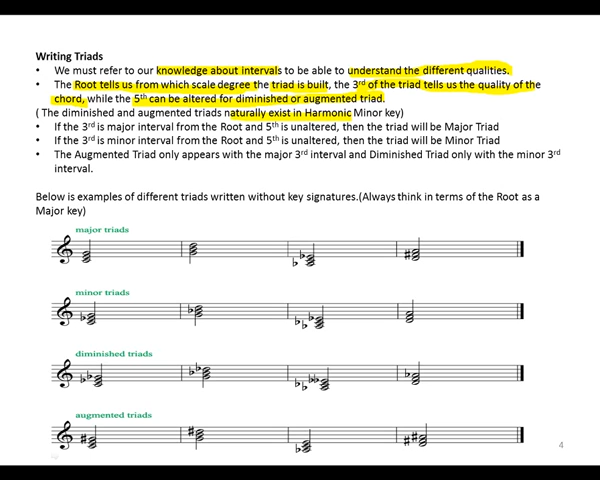 Writing Triads
• We must refer to our knowledge about intervals to be able to understand the different qualities.
• The Root tells us from which scale degree the triad is built, the 3rd of the triad tells us the quality of the
chord, while the 5th can be altered for diminished or augmented triad.
( The diminished and augmented triads naturally exist in Harmonic Minor key)
• If the 3rd is major interval from the Root and 5th is unaltered, then the triad will be Major Triad
• If the 3rd is minor interval from the Root and 5th is unaltered, then the triad will be Minor Triad
• The Augmented Triad only appears with the major 3rd interval and Diminished Triad only with the minor 3rd
interval.
Below is examples of different triads written without key signatures.(Always think in terms of the Root as a
Major key)
major triads
minor triads
diminished triads
augmented triads
4